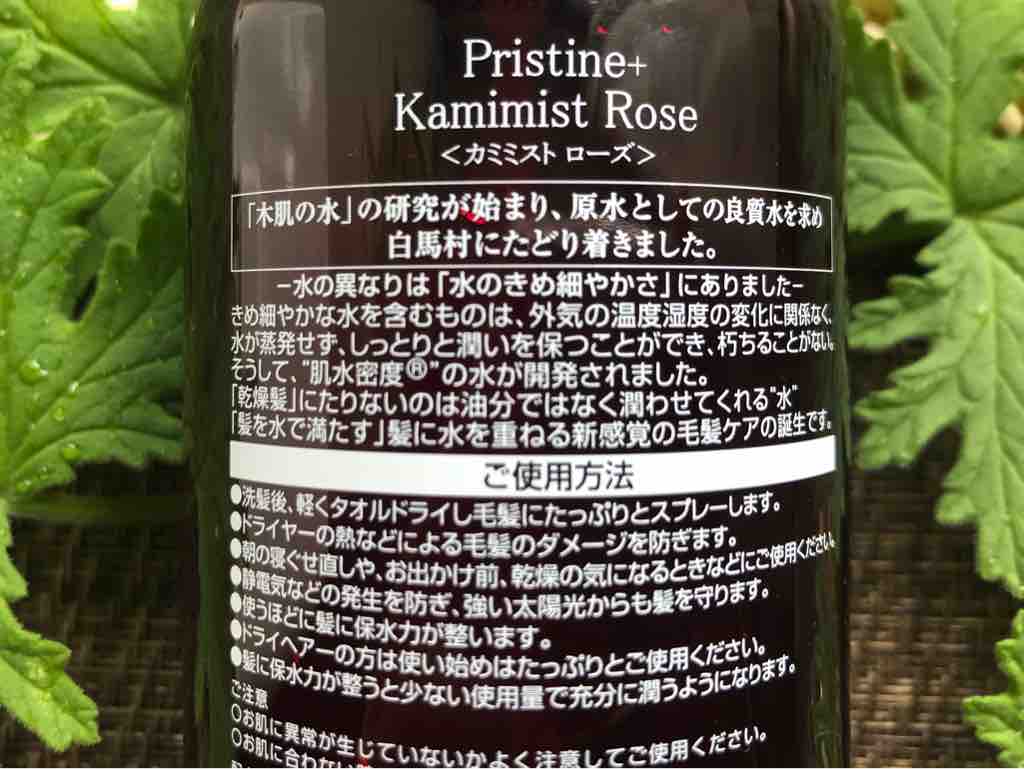 Pristine+
Kamimist Rose
＜カミミスト ローズ＞
「木肌の水」の研究が始まり、原水としての良質水を求め
白馬村にたどり着きました。
−水の異なりは「水のきめ細やかさ」にありました−
きめ細やかな水を含むものは、外気の温度湿度の変化に関係なく、
水が蒸発せず、しっとりと潤いを保つことができ、朽ちることがない。
そうして、"肌水密度®"の水が開発されました。
「乾燥髪」にたりないのは油分ではなく潤わせてくれる"水"
「髪を水で満たす」髪に水を重ねる新感覚の毛髪ケアの誕生です。
ご使用方法
●洗髪後、軽くタオルドライし毛髪にたっぷりとスプレーします。
●ドライヤーの熱などによる毛髪のダメージを防ぎます。
●朝の寝ぐせ直しや、お出かけ前、乾燥の気になるときなどにご使用ください。
●静電気などの発生を防ぎ、強い太陽光からも髪を守ります。
●使うほどに髪に保水力が整います。
●ドライヘアーの方は使い始めはたっぷりとご使用ください。
●髪に保水力が整うと少ない使用量で充分に潤うようになります。
ご注意
○お肌に異常が生じていないかよく注意してご使用ください。
○お肌に合わない